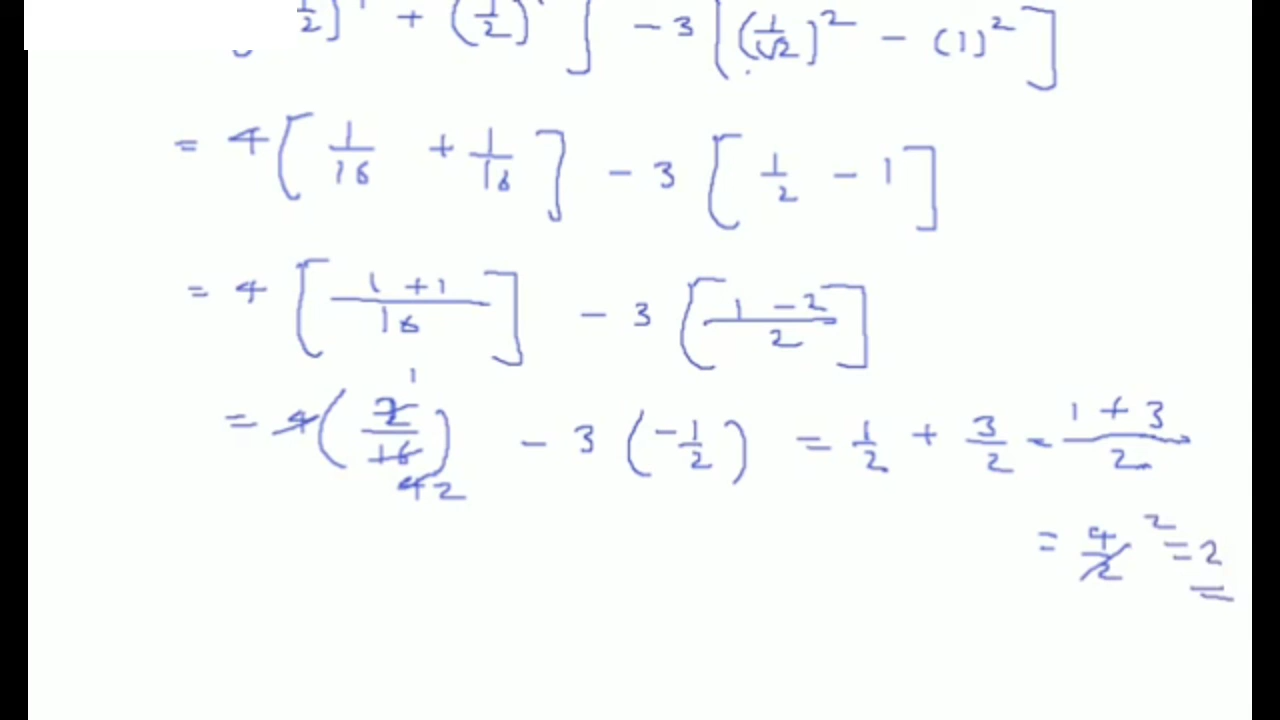 1/2)⁴ + (1/2)⁴] - 3[(1/√2)² - (1)²]
= 4[1/16 + 1/16] - 3[1/2 - 1]
= 4[(1 + 1)/16] - 3[(1 - 2)/2]
= 4(2/16) - 3(-1/2) = 1/2 + 3/2 = (1 + 3)/2
= 4/2 = 2